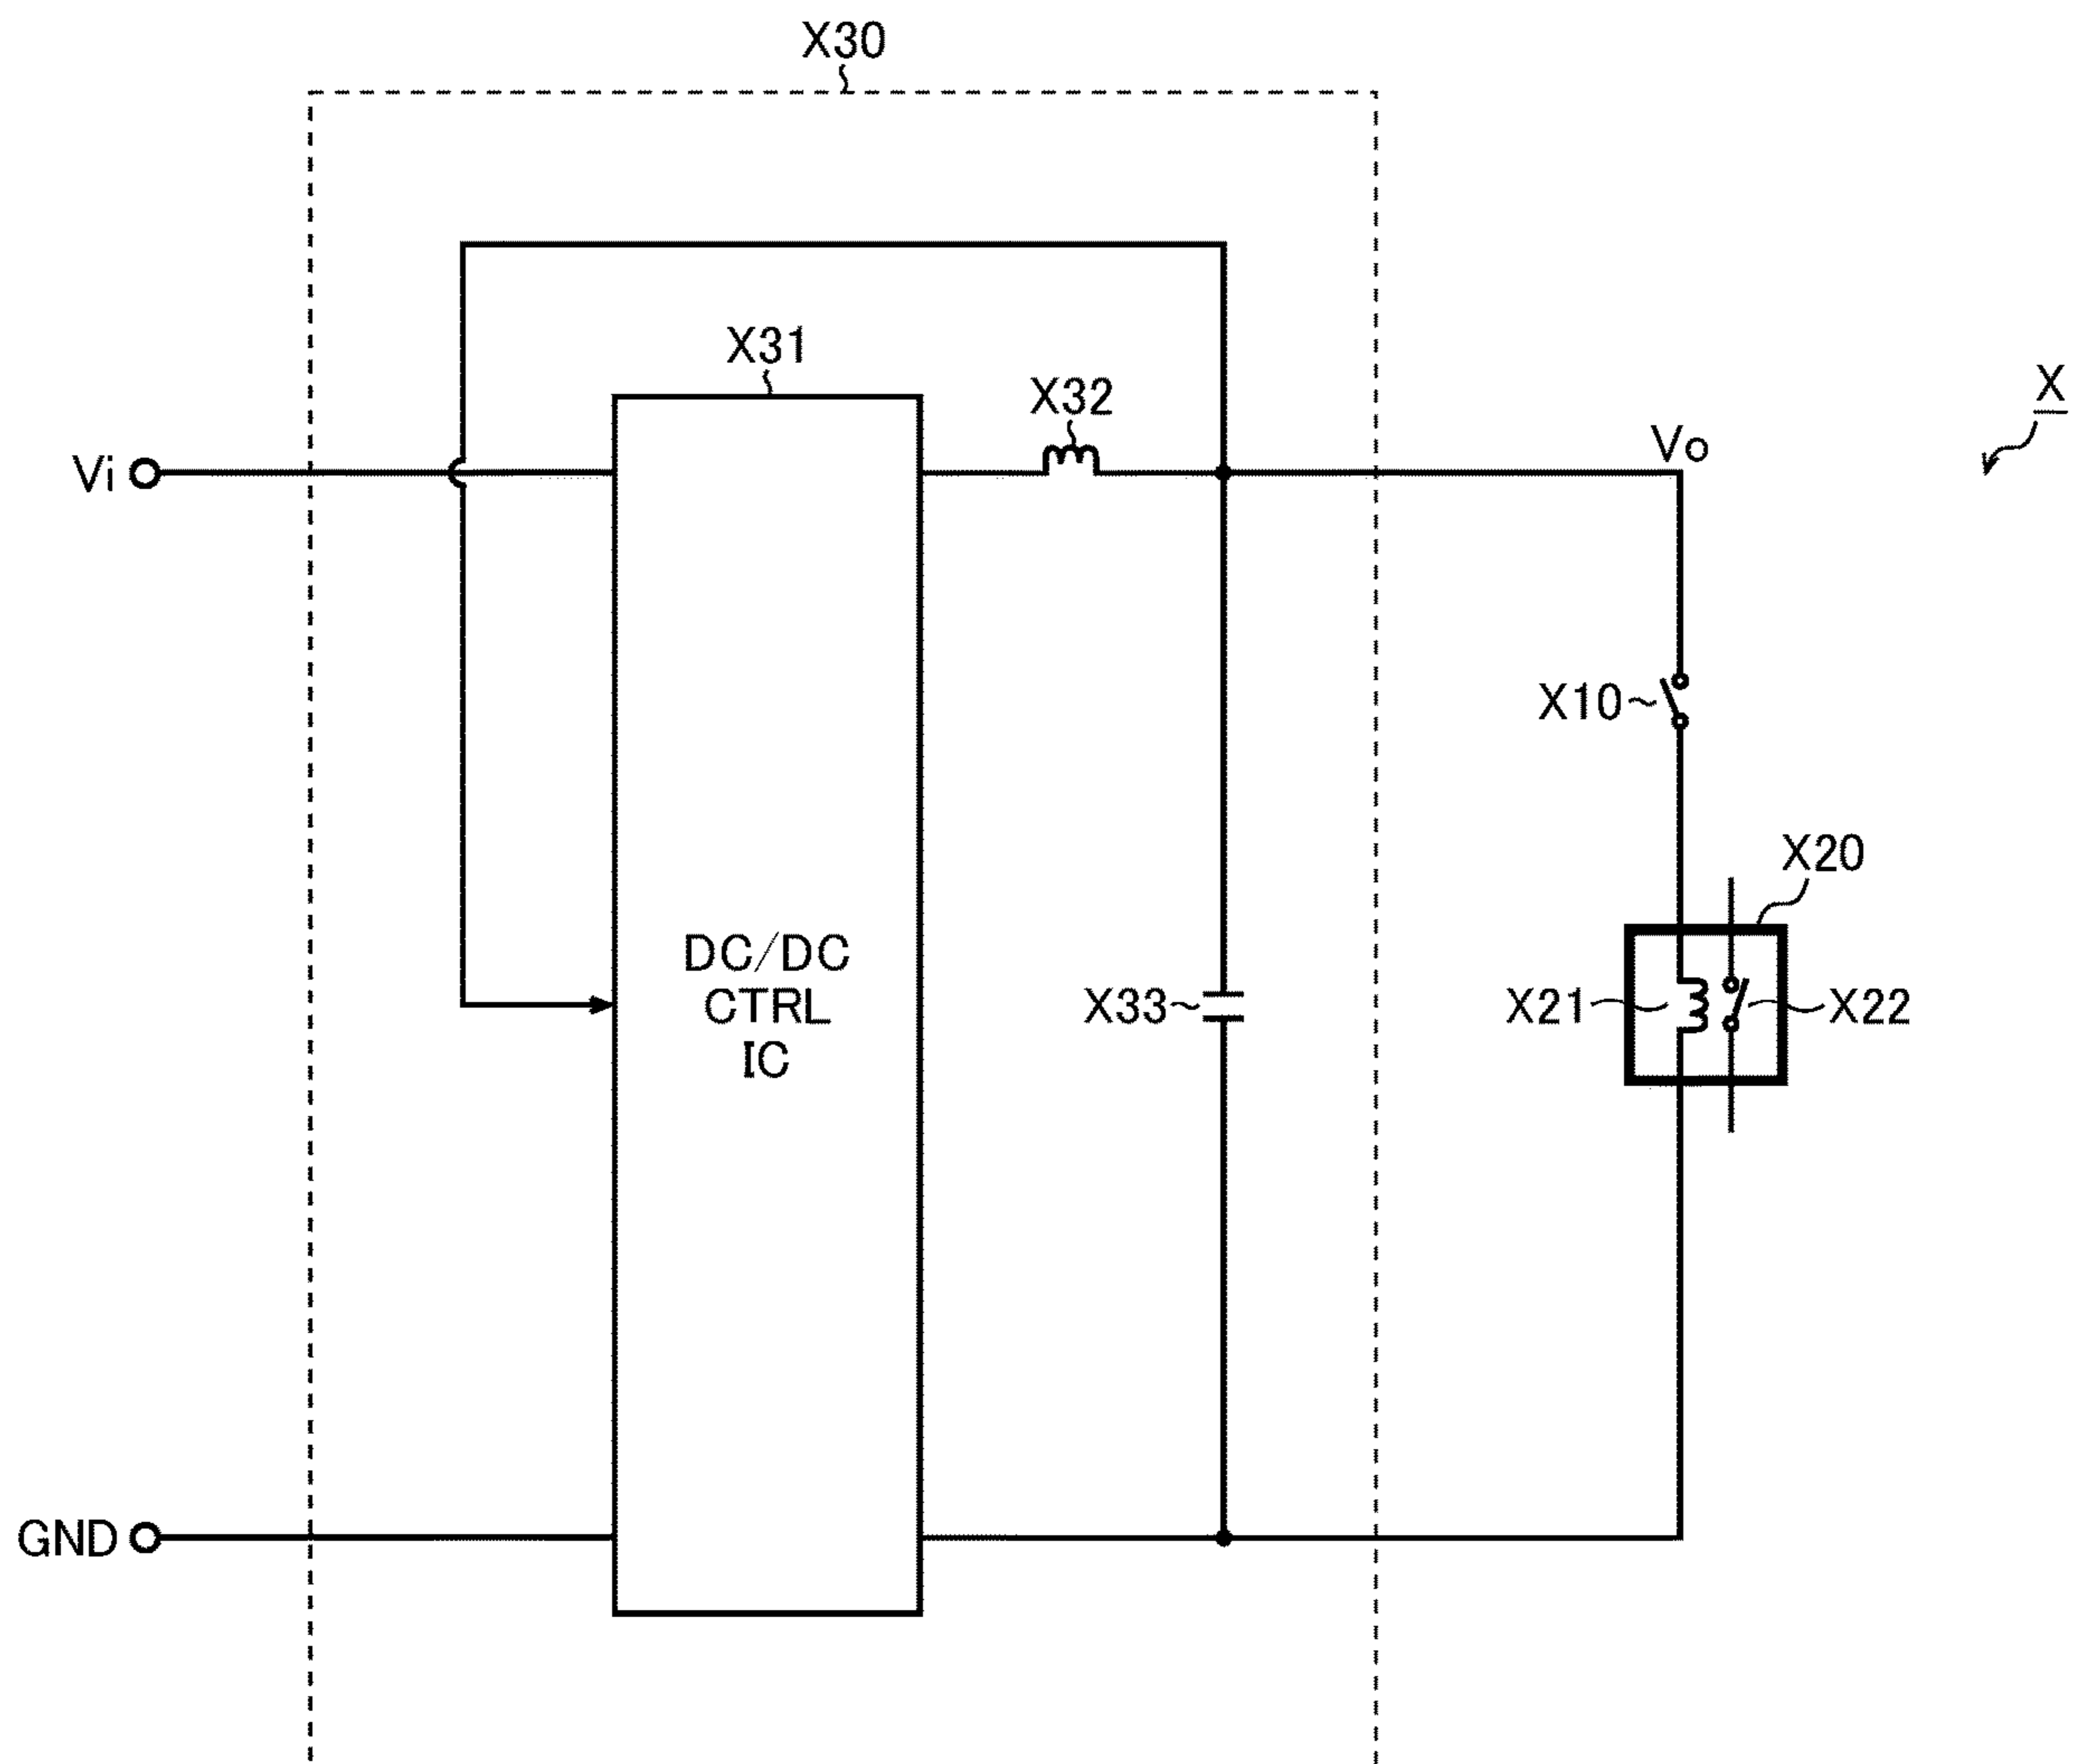 X30
X31
X32
X
Vi
Vo
X10
X20
DC/DC
CTRL
IC
X33
X21
X22
GND